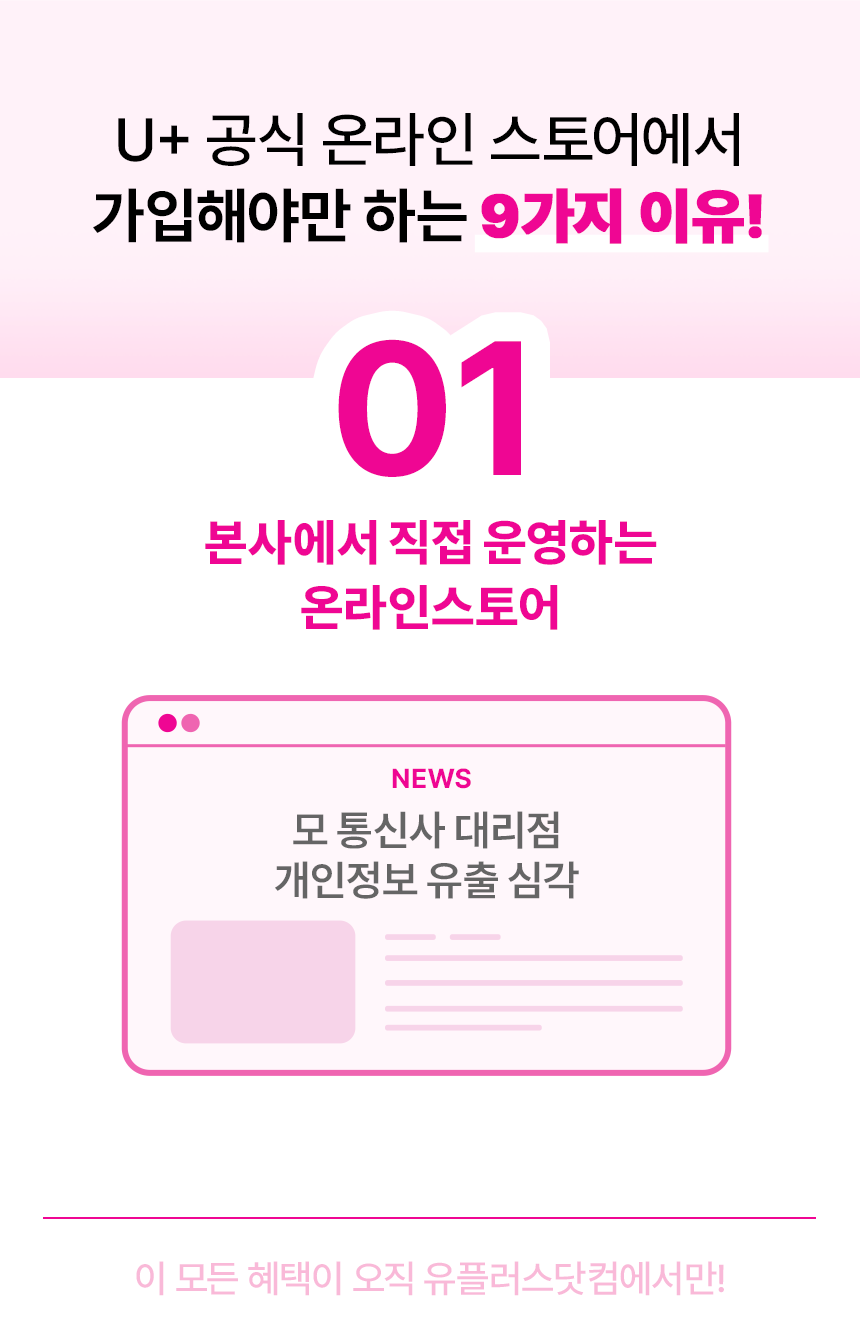 U+ 공식 온라인 스토어에서
가입해야만 하는 9가지 이유!
01
본사에서 직접 운영하는
온라인스토어
NEWS
모 통신사 대리점
개인정보 유출 심각
이 모든 혜택이 오직 유플러스닷컴에서만!